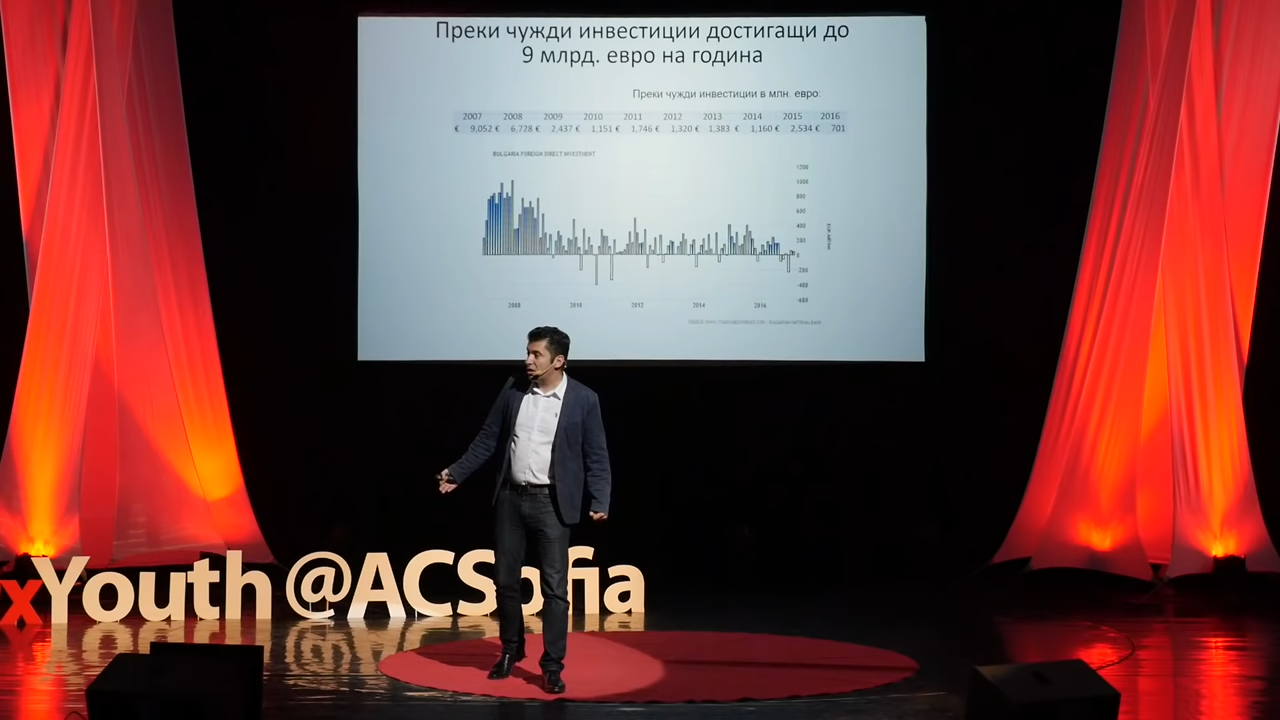 Преки чужди инвестиции достигащи до
9 млрд. евро на година
Преки чужди инвестиции в млн. евро:
2007 2008 2009 2010 2011 2012 2013 2014 2015 2016
€ 9,052 € 6,728 € 2,437 € 1,151 € 1,746 € 1,320 € 1,383 € 1,160 € 2,534 € 701
BULGARIA FOREIGN DIRECT INVESTMENT
1200
1000
800
600
400
200
0
-200
-400
-600
2008 2010 2012 2014 2016
xYouth@ACSofia